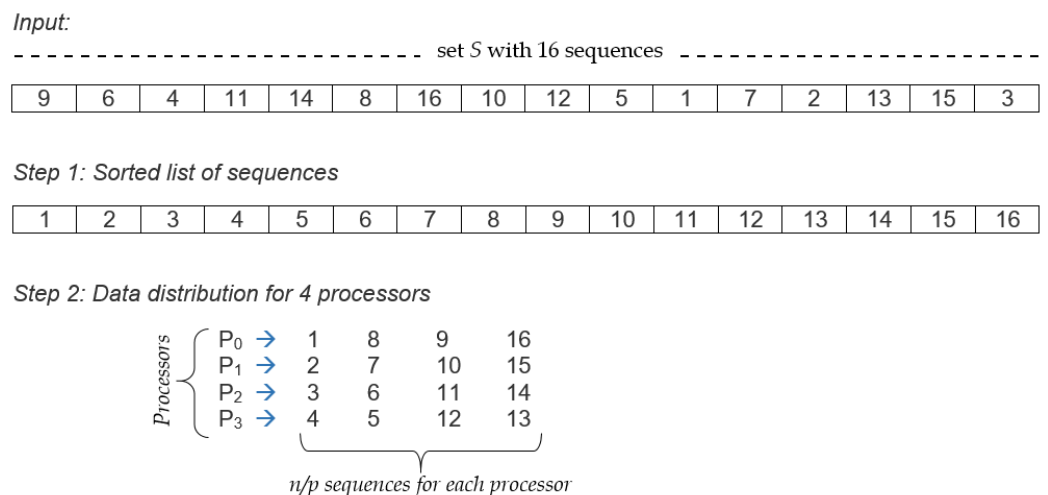 Input:
set S with 16 sequences
9 6 4 11 14 8 16 10 12 5 1 7 2 13 15 3
Step 1: Sorted list of sequences
1 2 3 4 5 6 7 8 9 10 11 12 13 14 15 16
Step 2: Data distribution for 4 processors
Processors
P0 → 1 8 9 16
P1 → 2 7 10 15
P2 → 3 6 11 14
P3 → 4 5 12 13
n/p sequences for each processor